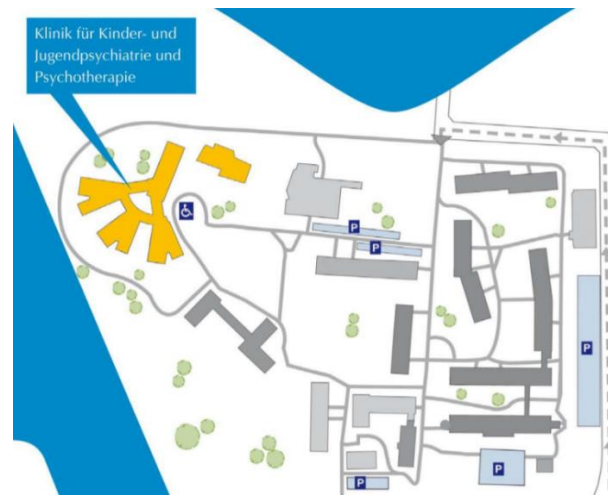 Klinik für Kinder- und
Jugendpsychiatrie und
Psychotherapie
P
P
P
P
P